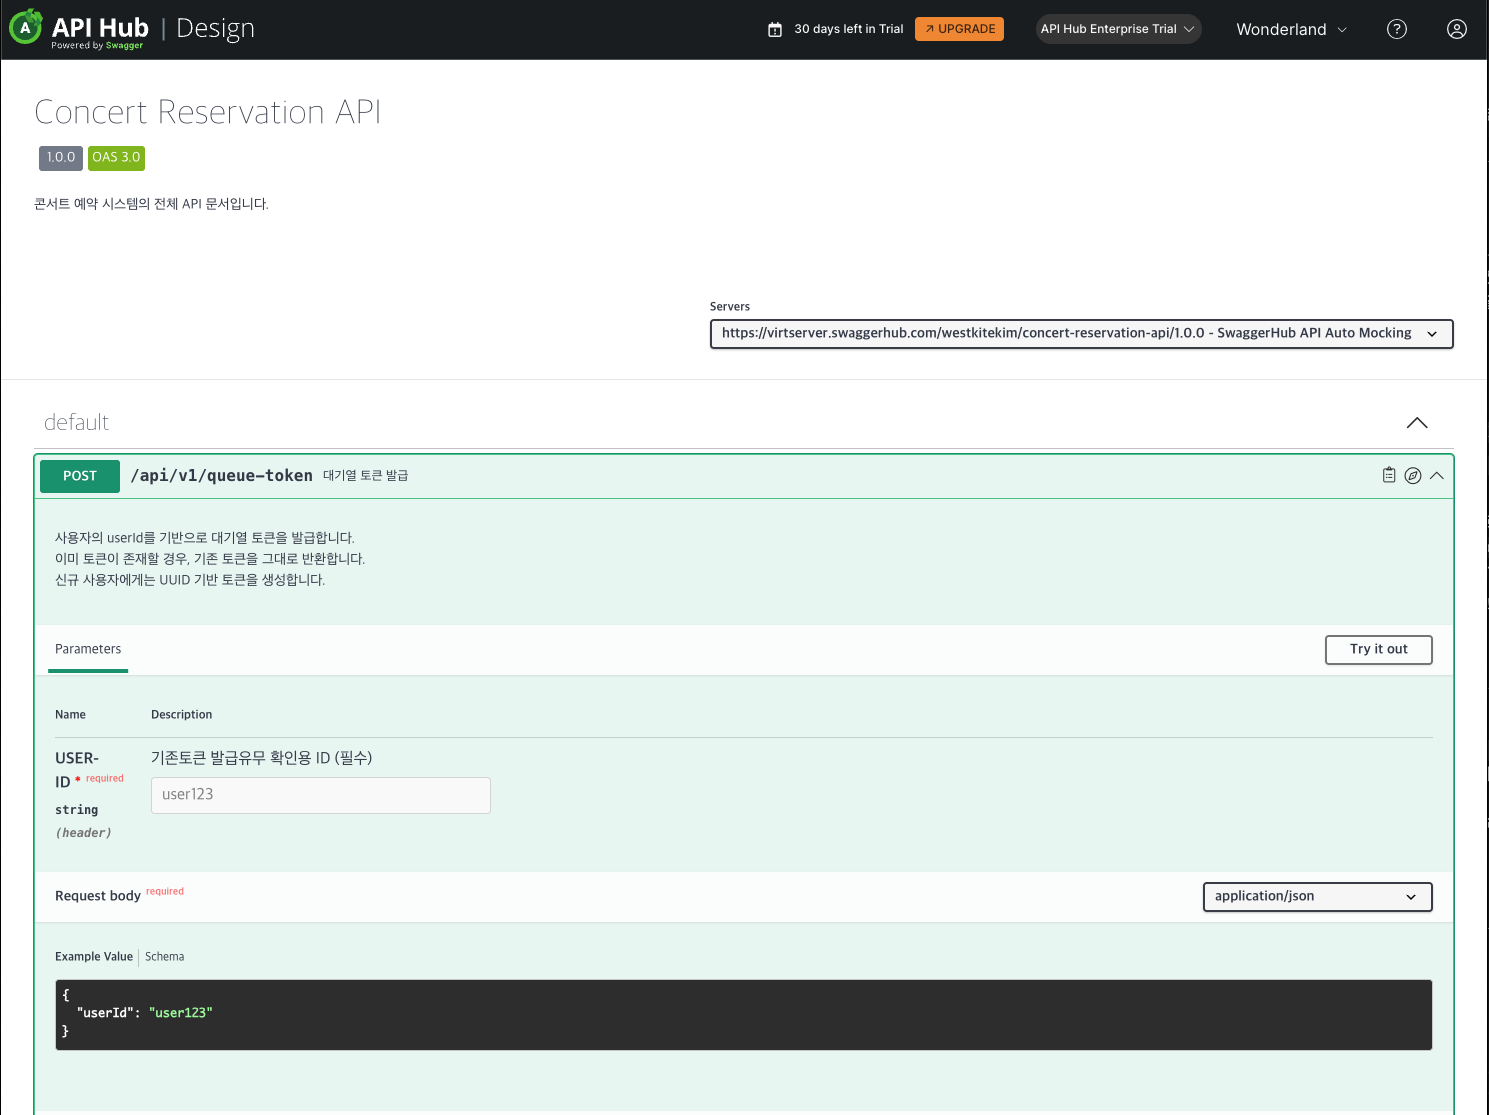 API Hub | Design
Powered by Swagger
30 days left in Trial
UPGRADE
API Hub Enterprise Trial
Wonderland
Concert Reservation API
1.0.0
OAS 3.0
콘서트 예약 시스템의 전체 API 문서입니다.
Servers
https://virtserver.swaggerhub.com/westkitekim/concert-reservation-api/1.0.0 - SwaggerHub API Auto Mocking
default
POST /api/v1/queue-token 대기열 토큰 발급
사용자의 userId를 기반으로 대기열 토큰을 발급합니다.
이미 토큰이 존재할 경우, 기존 토큰을 그대로 반환합니다.
신규 사용자에게는 UUID 기반 토큰을 생성합니다.
Parameters
Try it out
Name Description
USER-
ID * required
string
(header)
기존토큰 발급유무 확인용 ID (필수)
user123
Request body required
application/json
Example Value | Schema
{
"userId": "user123"
}